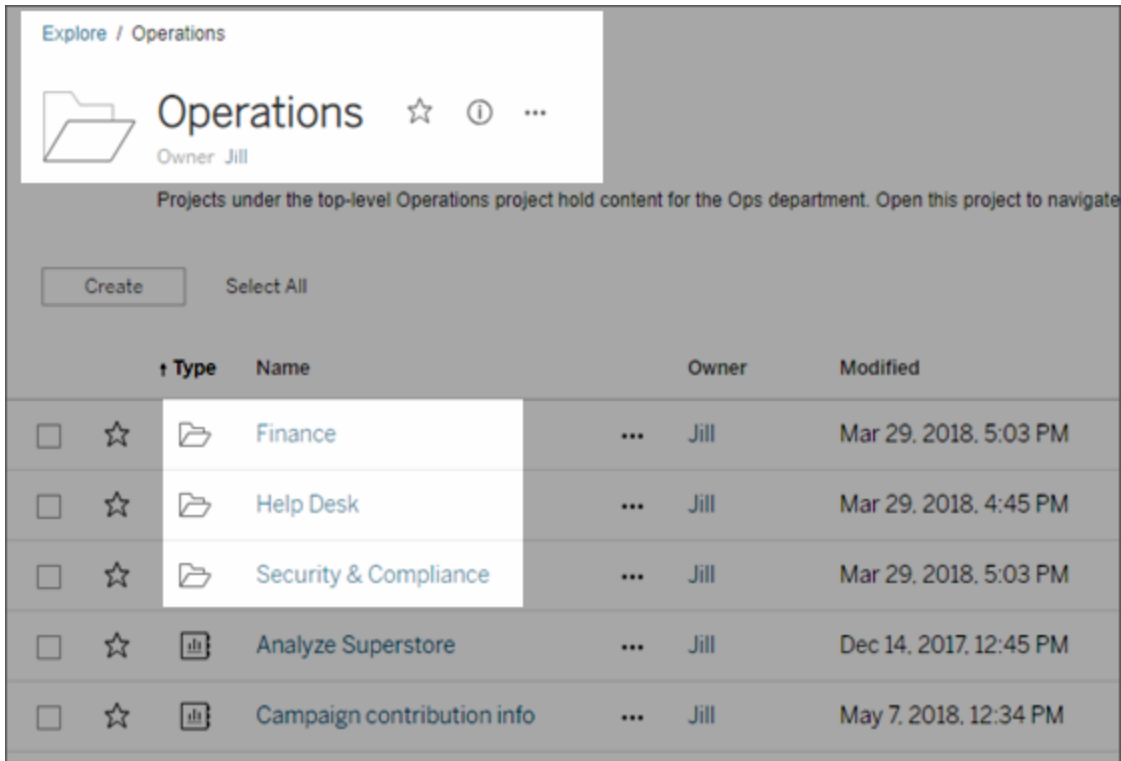 Explore / Operations
Operations
Owner Jill
Projects under the top-level Operations project hold content for the Ops department. Open this project to navigate
Create Select All
↑ Type Name Owner Modified
Finance ... Jill Mar 29, 2018, 5:03 PM
Help Desk ... Jill Mar 29, 2018, 4:45 PM
Security & Compliance ... Jill Mar 29, 2018, 5:03 PM
Analyze Superstore ... Jill Dec 14, 2017, 12:45 PM
Campaign contribution info ... Jill May 7, 2018, 12:34 PM